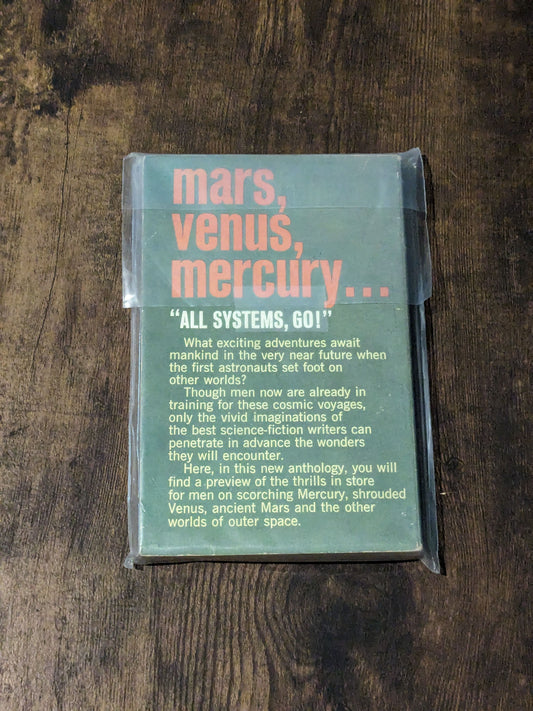 mars,
venus,
mercury...
“ALL SYSTEMS, GO!”
What exciting adventures await
mankind in the very near future when
the first astronauts set foot on
other worlds?
Though men now are already in
training for these cosmic voyages,
only the vivid imaginations of
the best science-fiction writers can
penetrate in advance the wonders
they will encounter.
Here, in this new anthology, you will
find a preview of the thrills in store
for men on scorching Mercury, shrouded
Venus, ancient Mars and the other
worlds of outer space.